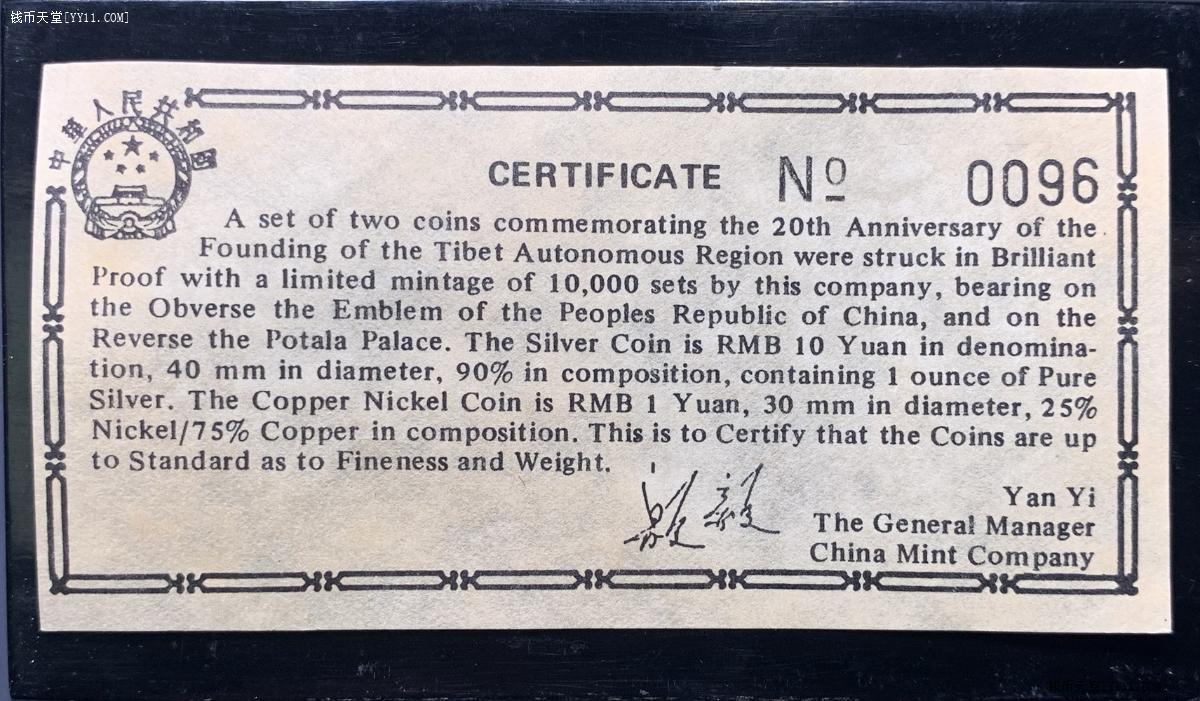 钱币天堂[YY11.COM]
中華人民共和國
CERTIFICATE Nº 0096
A set of two coins commemorating the 20th Anniversary of the
Founding of the Tibet Autonomous Region were struck in Brilliant
Proof with a limited mintage of 10,000 sets by this company, bearing on
the Obverse the Emblem of the Peoples Republic of China, and on the
Reverse the Potala Palace. The Silver Coin is RMB 10 Yuan in denomina-
tion, 40 mm in diameter, 90% in composition, containing 1 ounce of Pure
Silver. The Copper Nickel Coin is RMB 1 Yuan, 30 mm in diameter, 25%
Nickel/75% Copper in composition. This is to Certify that the Coins are up
to Standard as to Fineness and Weight.
Yan Yi
The General Manager
China Mint Company
钱币天堂[YY11.COM]